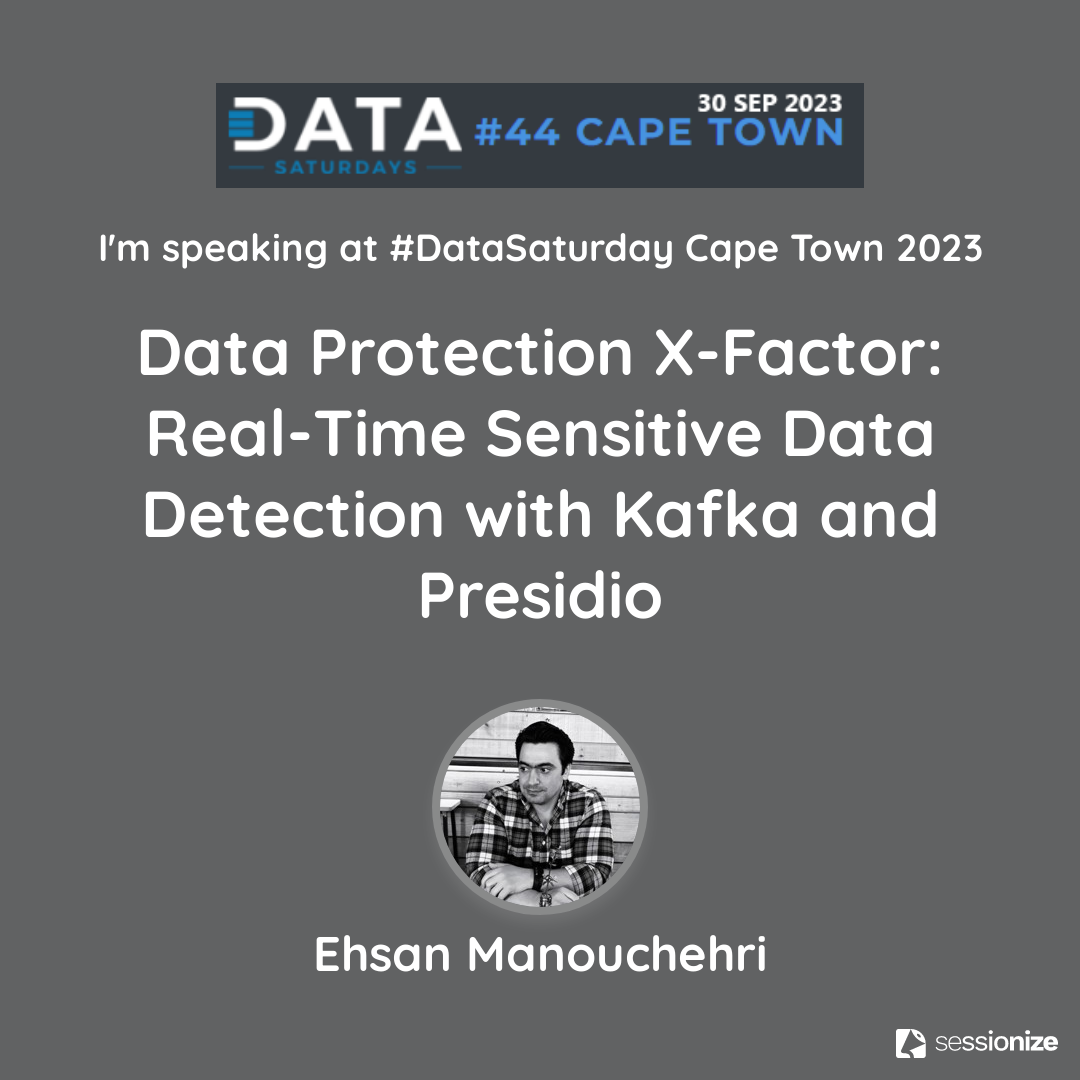 30 SEP 2023
DATA #44 CAPE TOWN
SATURDAYS
I'm speaking at #DataSaturday Cape Town 2023
Data Protection X-Factor:
Real-Time Sensitive Data
Detection with Kafka and
Presidio
Ehsan Manouchehri
sessionize